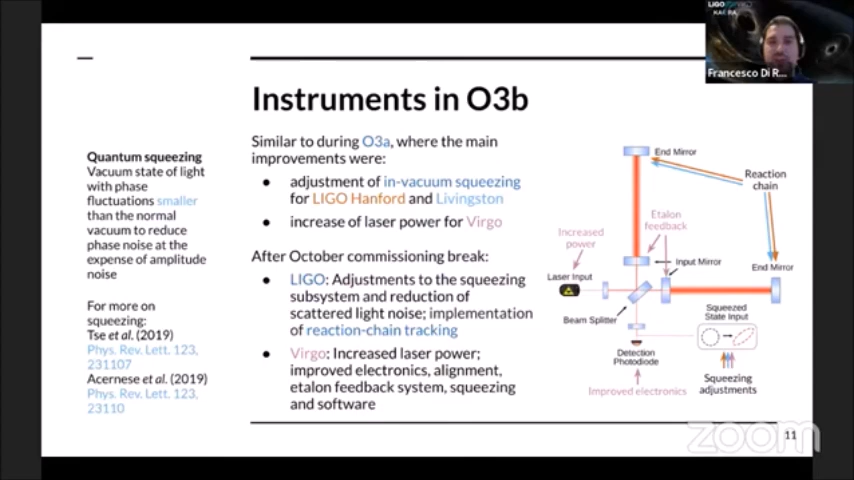 LIGO
Francesco Di R...
Instruments in O3b
Quantum squeezing
Vacuum state of light
with phase
fluctuations smaller
than the normal
vacuum to reduce
phase noise at the
expense of amplitude
noise
For more on
squeezing:
Tse et al. (2019)
Phys. Rev. Lett. 123,
231107
Acernese et al. (2019)
Phys. Rev. Lett. 123,
23110
Similar to during O3a, where the main
improvements were:
● adjustment of in-vacuum squeezing
for LIGO Hanford and Livingston
● increase of laser power for Virgo
After October commissioning break:
● LIGO: Adjustments to the squeezing
subsystem and reduction of
scattered light noise; implementation
of reaction-chain tracking
● Virgo: Increased laser power;
improved electronics, alignment,
etalon feedback system, squeezing
and software
End Mirror
Reaction
chain
Etalon
feedback
Increased
power
Input Mirror
End Mirror
Laser Input
Beam Splitter
Squeezed
State Input
Detection
Photodiode
Squeezing
adjustments
Improved electronics
zoom
11